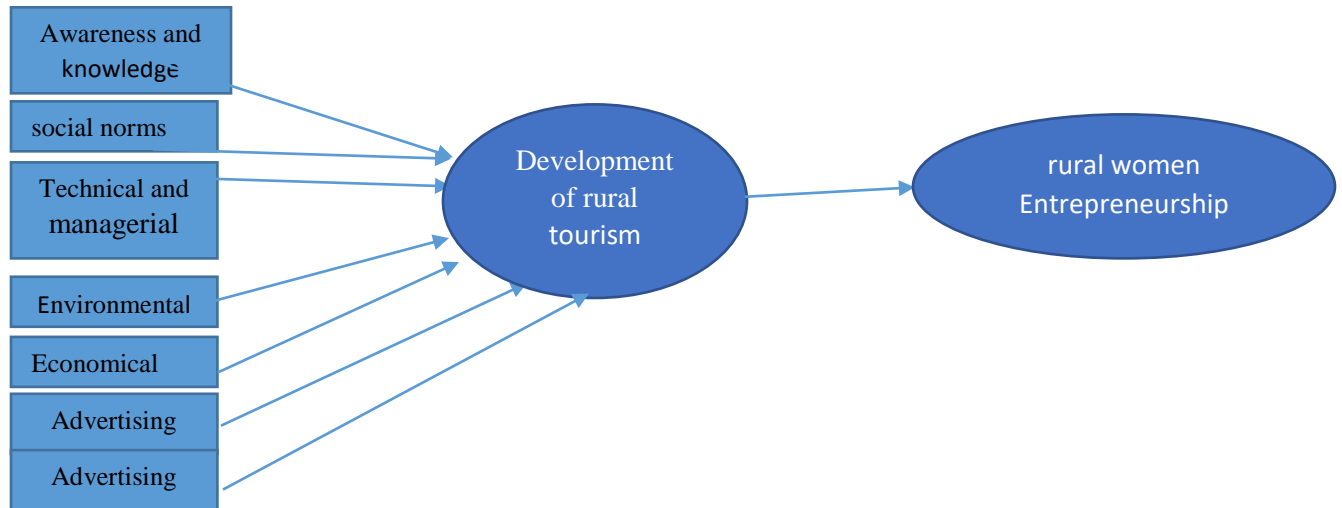 Awareness and
knowledge
social norms
Technical and
managerial
Environmental
Economical
Advertising
Advertising
Development
of rural
tourism
rural women
Entrepreneurship